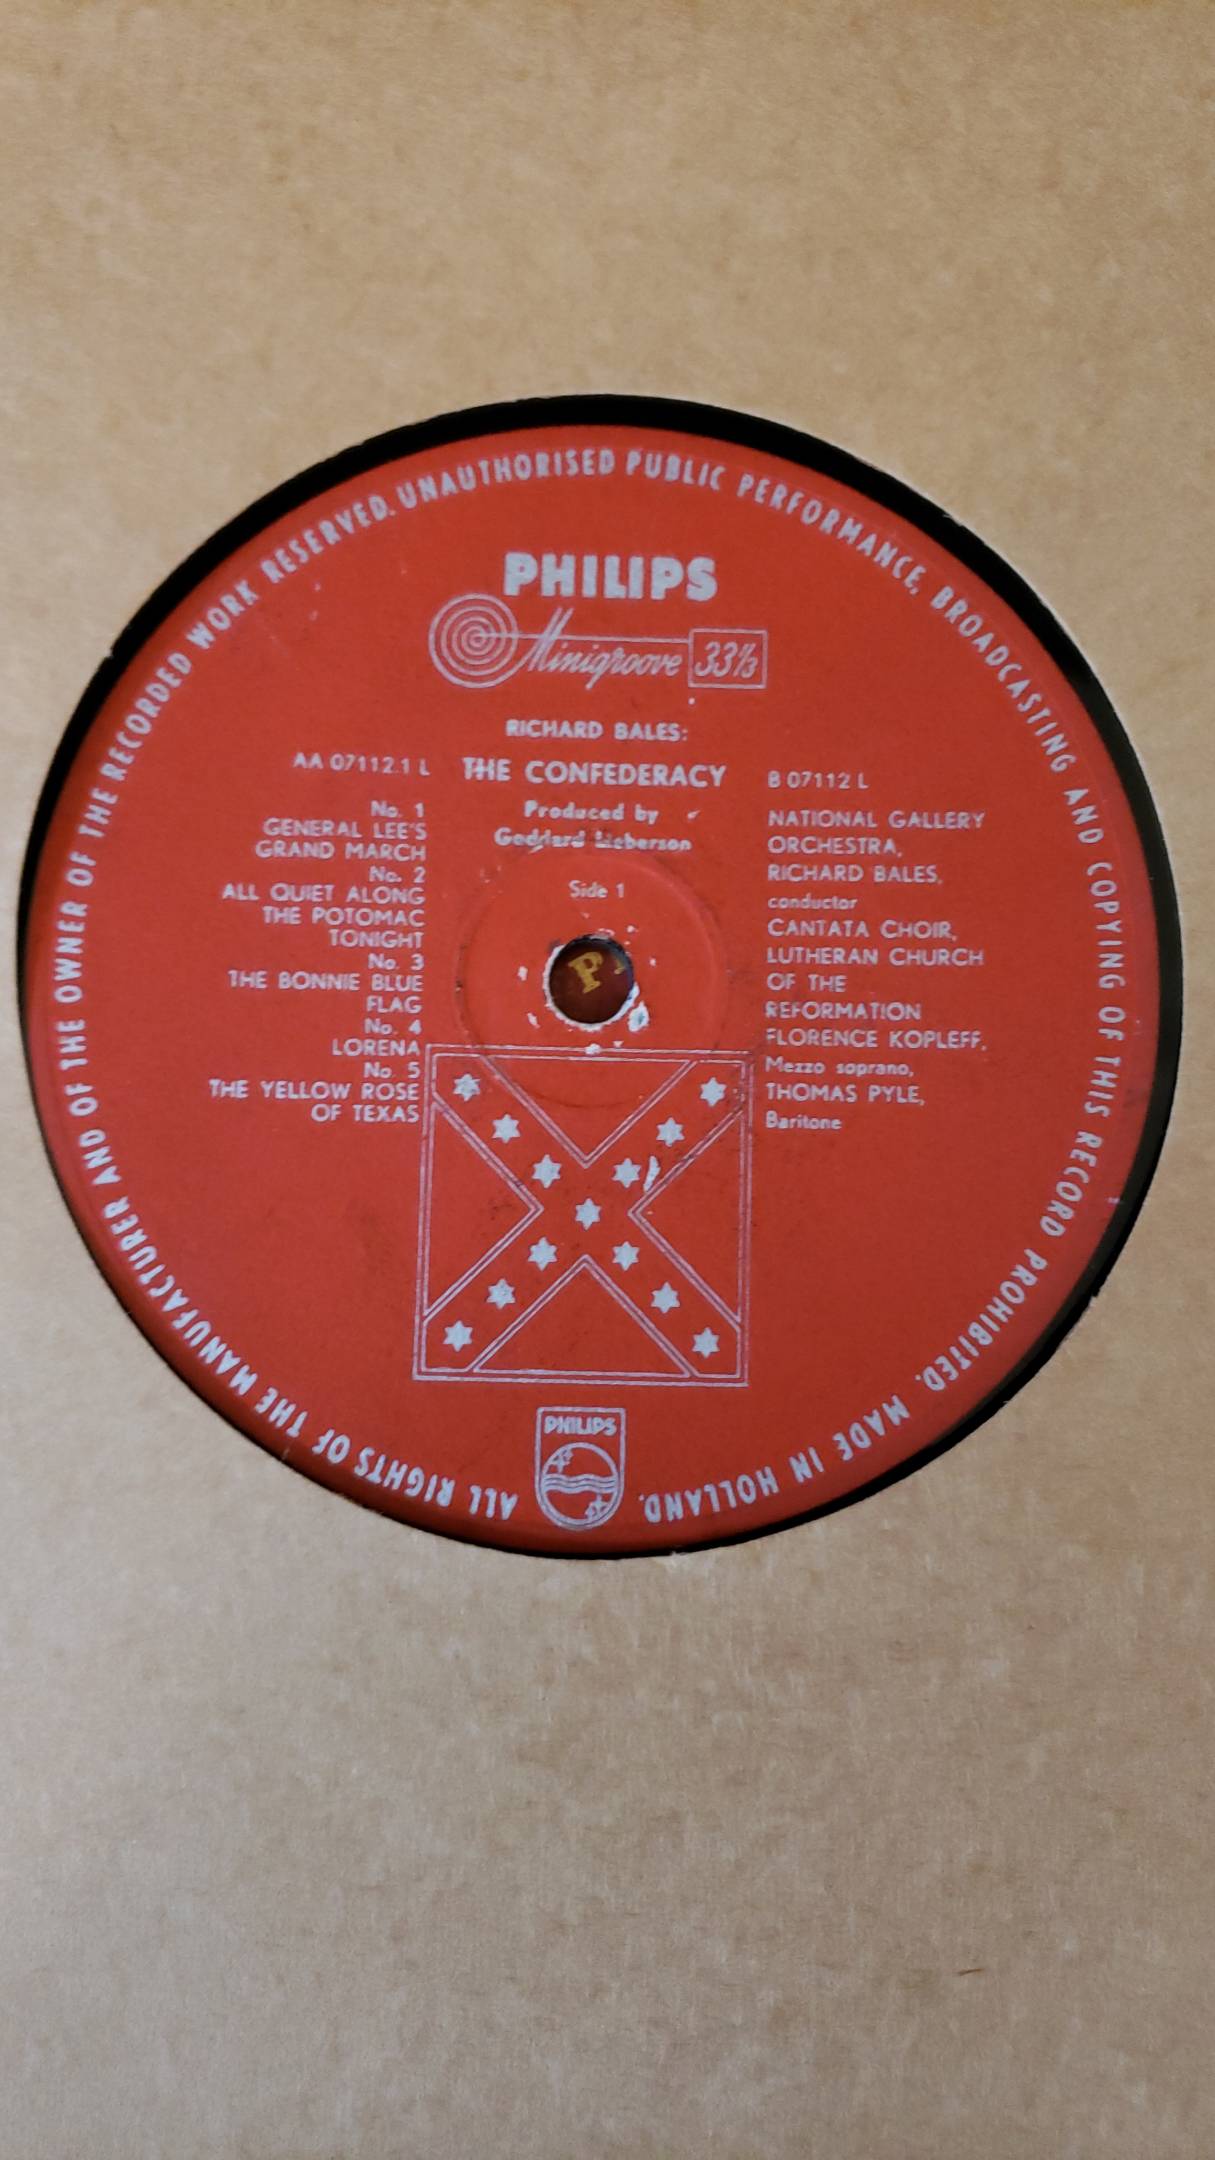 ALL RIGHTS OF THE MANUFACTURER AND OF THE OWNER OF THE RECORDED WORK RESERVED. UNAUTHORISED PUBLIC PERFORMANCE, BROADCASTING AND COPYING OF THIS RECORD PROHIBITED. MADE IN HOLLAND.
PHILIPS
Minigroove 33⅓
RICHARD BALES:
THE CONFEDERACY
Produced by
Goddard Lieberson
Side 1
AA 07112.1 L
No. 1
GENERAL LEE'S
GRAND MARCH
No. 2
ALL QUIET ALONG
THE POTOMAC
TONIGHT
No. 3
THE BONNIE BLUE
FLAG
No. 4
LORENA
No. 5
THE YELLOW ROSE
OF TEXAS
B 07112 L
NATIONAL GALLERY
ORCHESTRA,
RICHARD BALES,
conductor
CANTATA CHOIR,
LUTHERAN CHURCH
OF THE
REFORMATION
FLORENCE KOPLEFF,
Mezzo soprano,
THOMAS PYLE,
Baritone
P
PHILIPS